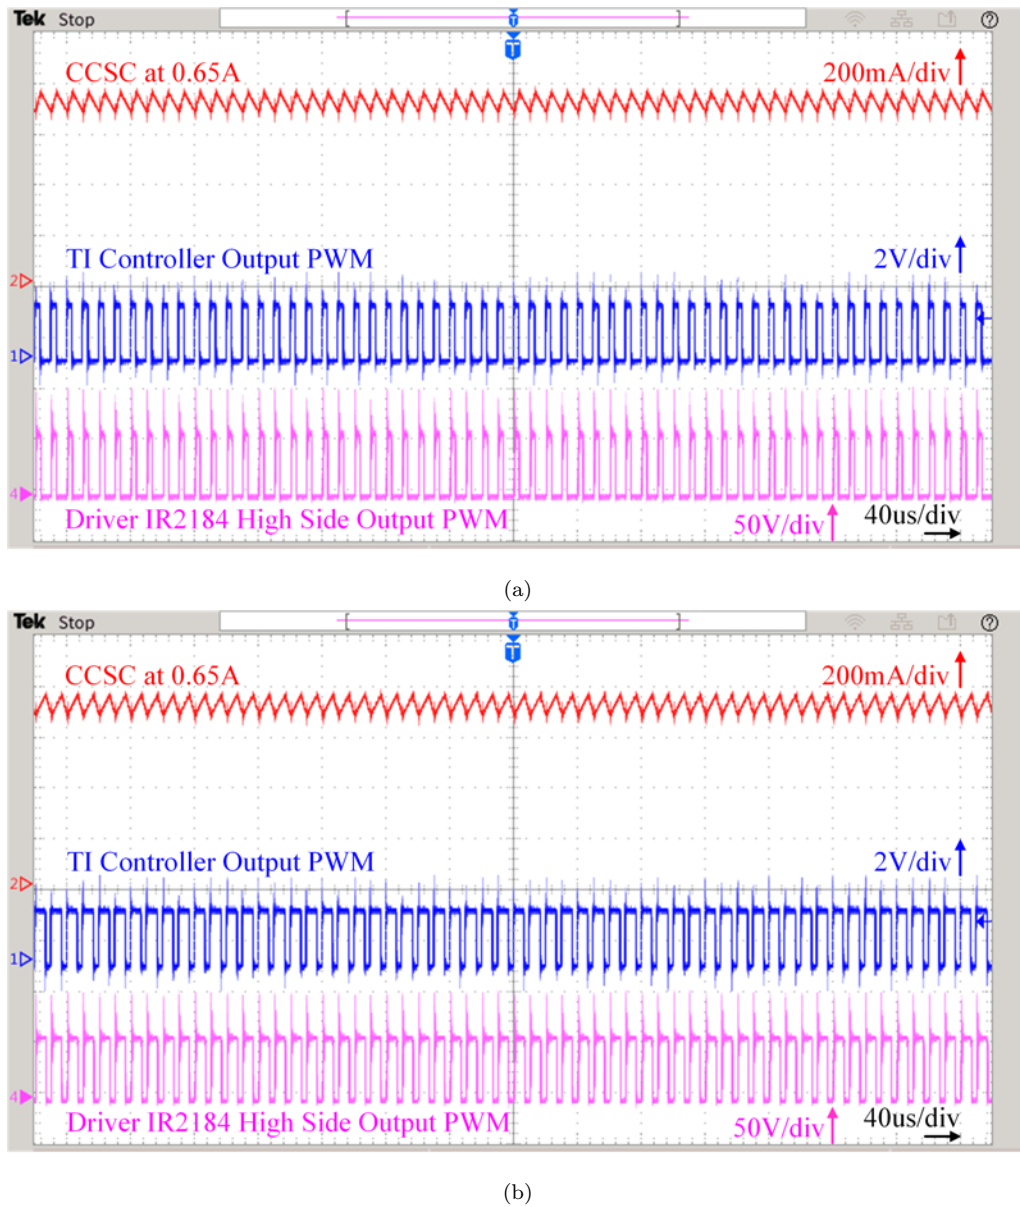 Tek Stop
T
?
T
CCSC at 0.65A
200mA/div
TI Controller Output PWM
2V/div
2
1
4
Driver IR2184 High Side Output PWM
50V/div
40us/div
(a)
Tek Stop
T
?
T
CCSC at 0.65A
200mA/div
TI Controller Output PWM
2V/div
2
1
4
Driver IR2184 High Side Output PWM
50V/div
40us/div
(b)